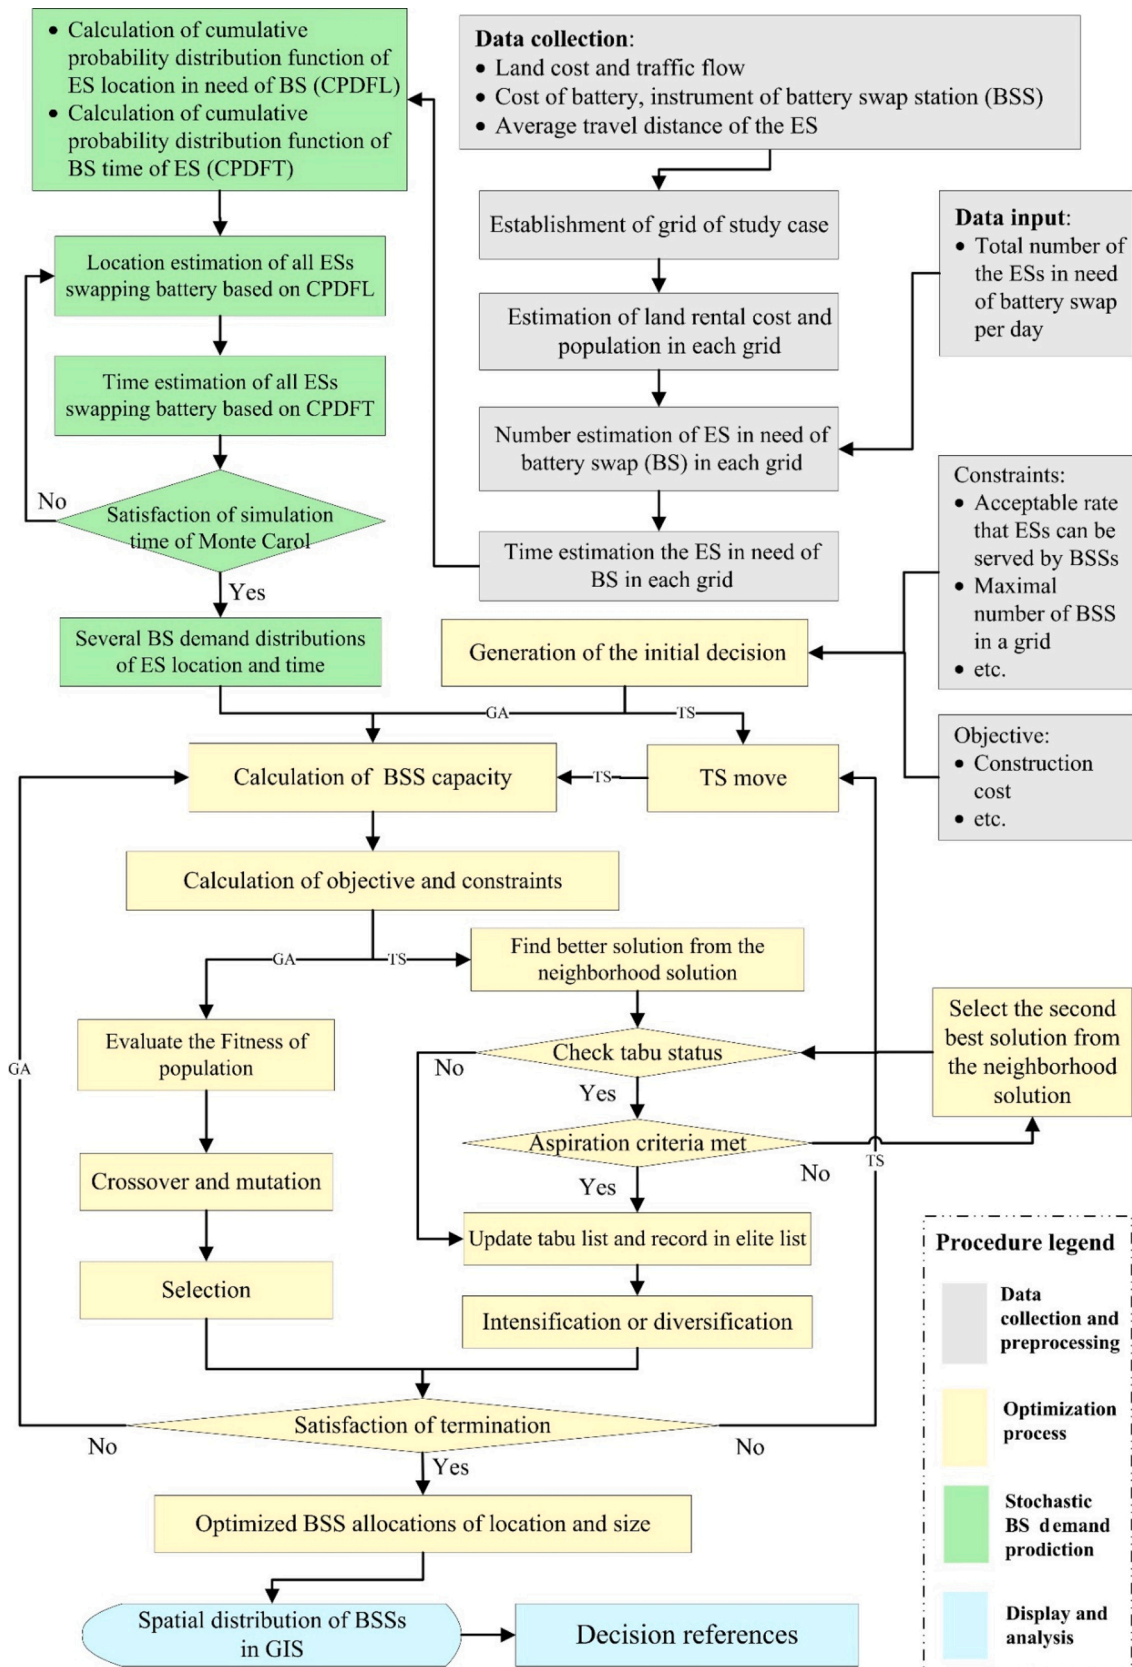 • Calculation of cumulative
probability distribution function of
ES location in need of BS (CPDFL)
• Calculation of cumulative
probability distribution function of
BS time of ES (CPDFT)
Data collection:
• Land cost and traffic flow
• Cost of battery, instrument of battery swap station (BSS)
• Average travel distance of the ES
Establishment of grid of study case
Data input:
• Total number of
the ESs in need
of battery swap
per day
Location estimation of all ESs
swapping battery based on CPDFL
Estimation of land rental cost and
population in each grid
Time estimation of all ESs
swapping battery based on CPDFT
Number estimation of ES in need of
battery swap (BS) in each grid
No
Satisfaction of simulation
time of Monte Carol
Yes
Time estimation the ES in need of
BS in each grid
Constraints:
• Acceptable rate
that ESs can be
served by BSSs
• Maximal
number of BSS
in a grid
• etc.
Several BS demand distributions
of ES location and time
Generation of the initial decision
GA
TS
Objective:
• Construction
cost
• etc.
Calculation of BSS capacity
TS
TS move
Calculation of objective and constraints
GA
TS
Find better solution from the
neighborhood solution
GA
Evaluate the Fitness of
population
Check tabu status
No
Yes
Select the second
best solution from
the neighborhood
solution
Aspiration criteria met
No
TS
Yes
Crossover and mutation
Update tabu list and record in elite list
Selection
Intensification or diversification
Satisfaction of termination
No
No
Yes
Optimized BSS allocations of location and size
Spatial distribution of BSSs
in GIS
Decision references
Procedure legend
Data
collection and
preprocessing
Optimization
process
Stochastic
BS demand
prodiction
Display and
analysis